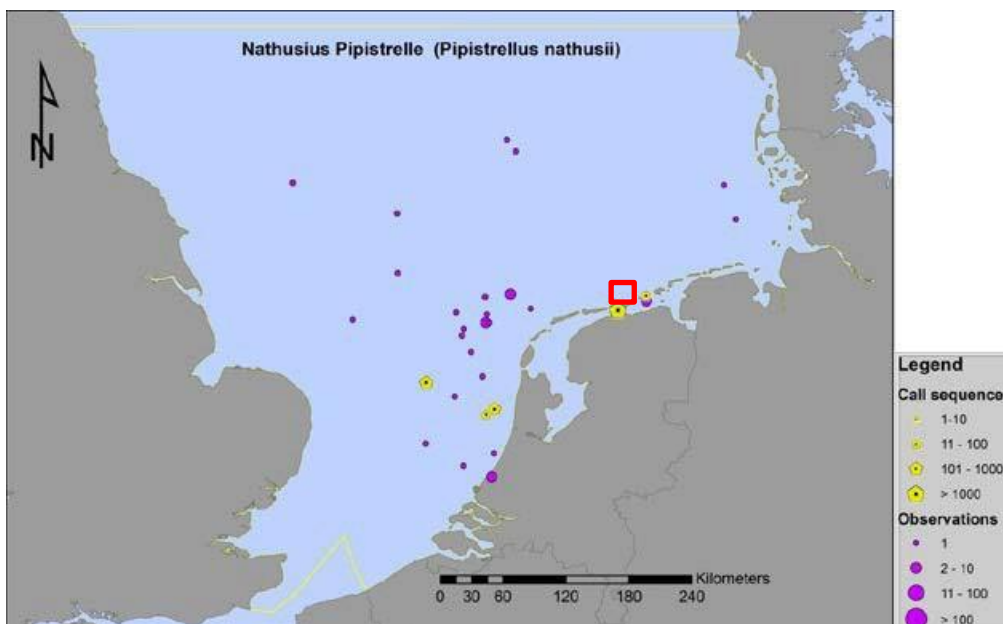 Nathusius Pipistrelle (Pipistrellus nathusii)
N
Kilometers
0 30 60 120 180 240
Legend
Call sequence
1-10
11 - 100
101 - 1000
> 1000
Observations
1
2 - 10
11 - 100
> 100